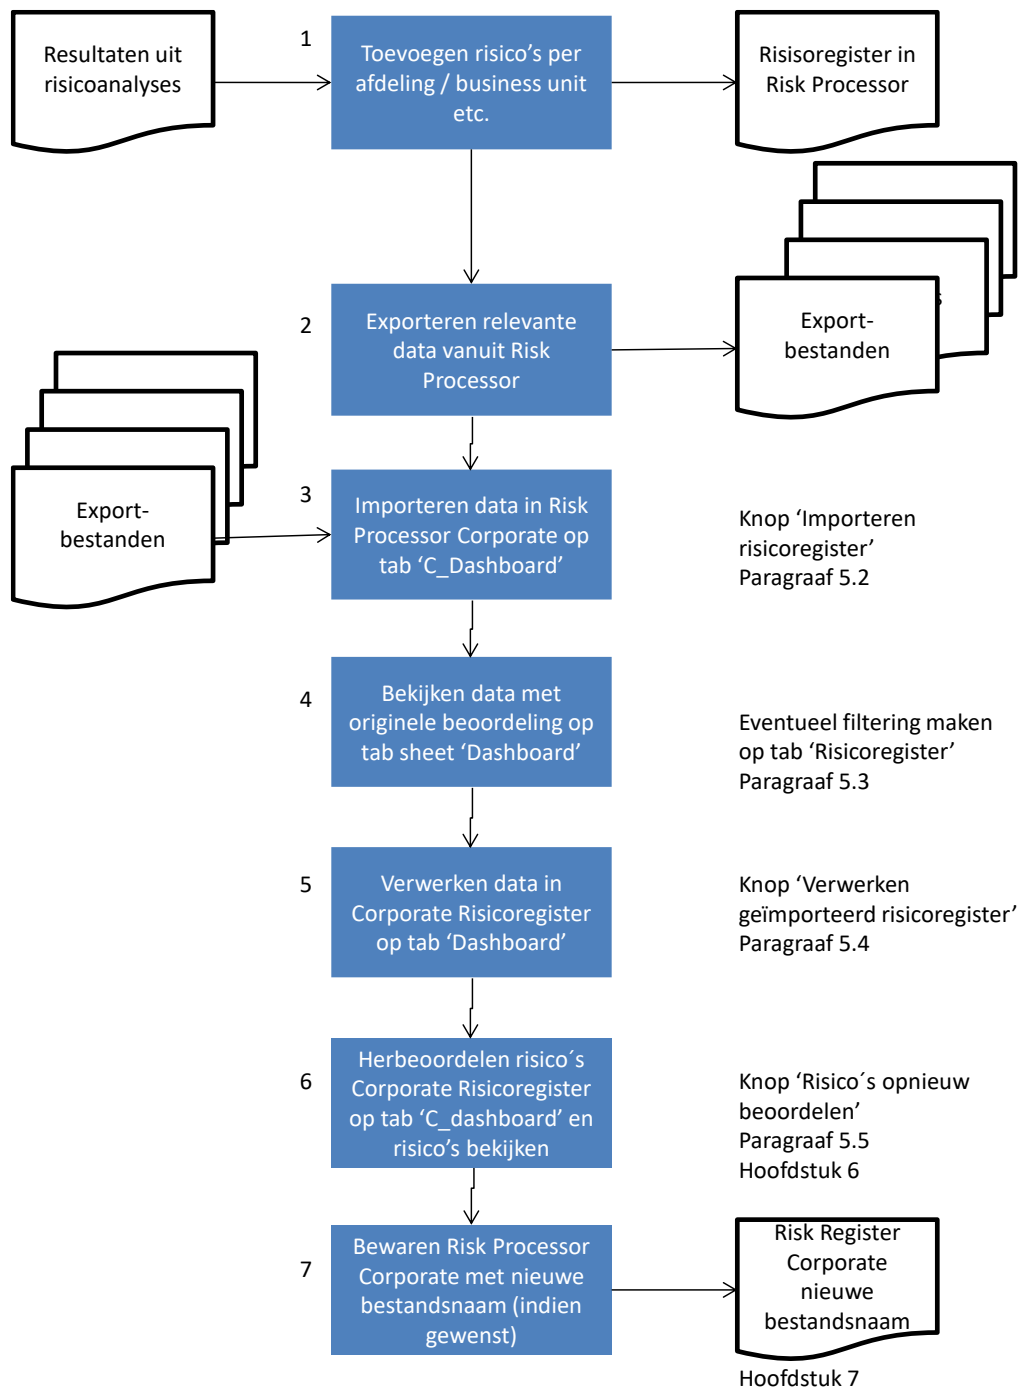 Resultaten uit
risicoanalyses
1
Toevoegen risico’s per
afdeling / business unit
etc.
Risisoregister in
Risk Processor
2
Exporteren relevante
data vanuit Risk
Processor
Export-
bestanden
Export-
bestanden
3
Importeren data in Risk
Processor Corporate op
tab ‘C_Dashboard’
Knop ‘Importeren
risicoregister’
Paragraaf 5.2
4
Bekijken data met
originele beoordeling op
tab sheet ‘Dashboard’
Eventueel filtering maken
op tab ‘Risicoregister’
Paragraaf 5.3
5
Verwerken data in
Corporate Risicoregister
op tab ‘Dashboard’
Knop ‘Verwerken
geïmporteerd risicoregister’
Paragraaf 5.4
6
Herbeoordelen risico´s
Corporate Risicoregister
op tab ‘C_dashboard’ en
risico’s bekijken
Knop ‘Risico´s opnieuw
beoordelen’
Paragraaf 5.5
Hoofdstuk 6
7
Bewaren Risk Processor
Corporate met nieuwe
bestandsnaam (indien
gewenst)
Risk Register
Corporate
nieuwe
bestandsnaam
Hoofdstuk 7